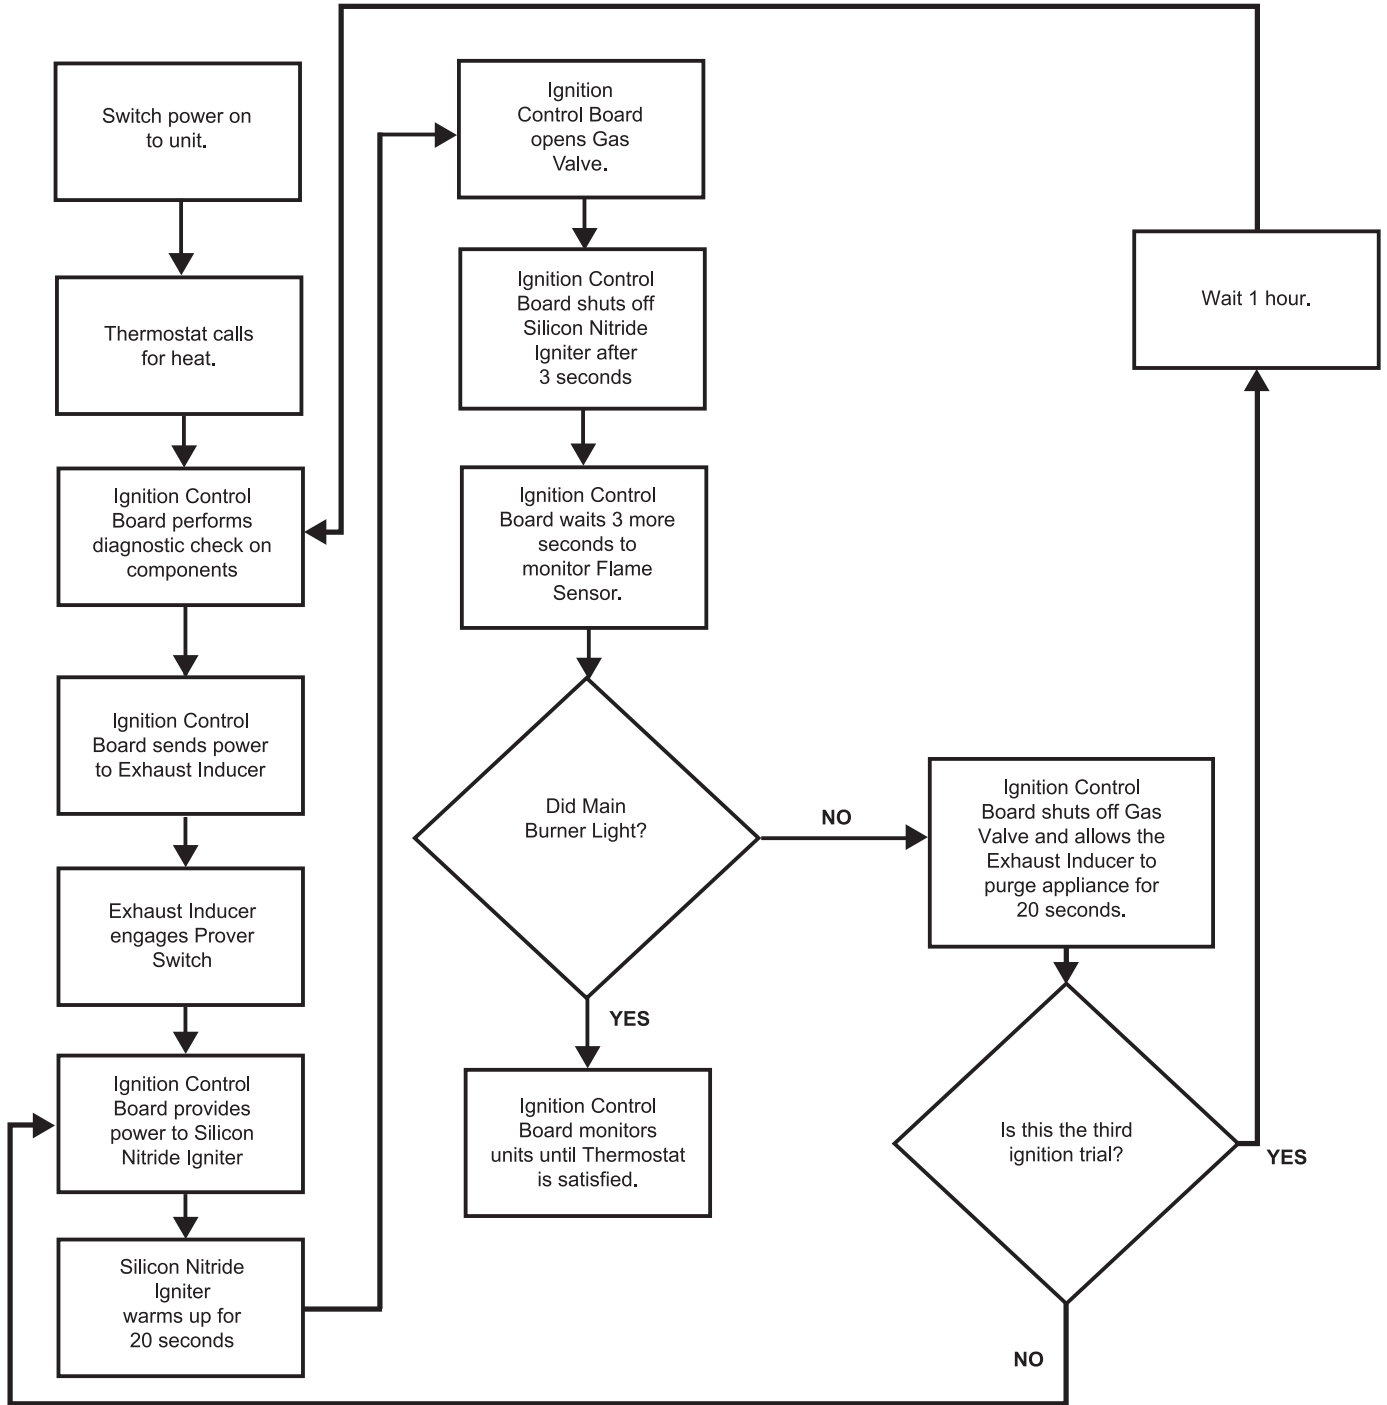 Switch power on
to unit.
Thermostat calls
for heat.
Ignition Control
Board performs
diagnostic check on
components
Ignition Control
Board sends power
to Exhaust Inducer
Exhaust Inducer
engages Prover
Switch
Ignition Control
Board provides
power to Silicon
Nitride Igniter
Silicon Nitride
Igniter
warms up for
20 seconds
Ignition
Control Board
opens Gas
Valve.
Ignition Control
Board shuts off
Silicon Nitride
Igniter after
3 seconds
Ignition Control
Board waits 3 more
seconds to
monitor Flame
Sensor.
Did Main
Burner Light?
NO
YES
Ignition Control
Board monitors
units until Thermostat
is satisfied.
Ignition Control
Board shuts off Gas
Valve and allows the
Exhaust Inducer to
purge appliance for
20 seconds.
Is this the third
ignition trial?
YES
NO
Wait 1 hour.